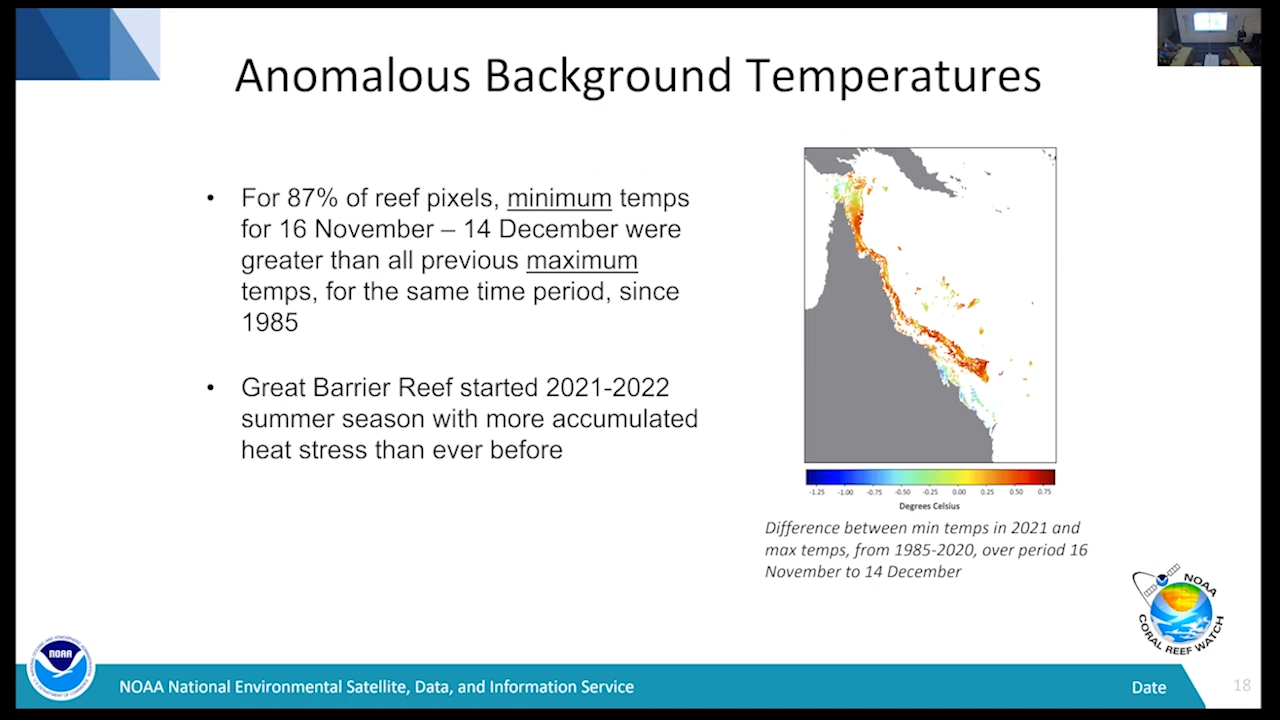 Anomalous Background Temperatures
• For 87% of reef pixels, minimum temps
for 16 November – 14 December were
greater than all previous maximum
temps, for the same time period, since
1985
• Great Barrier Reef started 2021-2022
summer season with more accumulated
heat stress than ever before
-1.25 -1.00 -0.75 -0.50 -0.25 0.00 0.25 0.50 0.75
Degrees Celsius
Difference between min temps in 2021 and
max temps, from 1985-2020, over period 16
November to 14 December
NOAA
CORAL REEF WATCH
NOAA
NOAA National Environmental Satellite, Data, and Information Service
Date
18